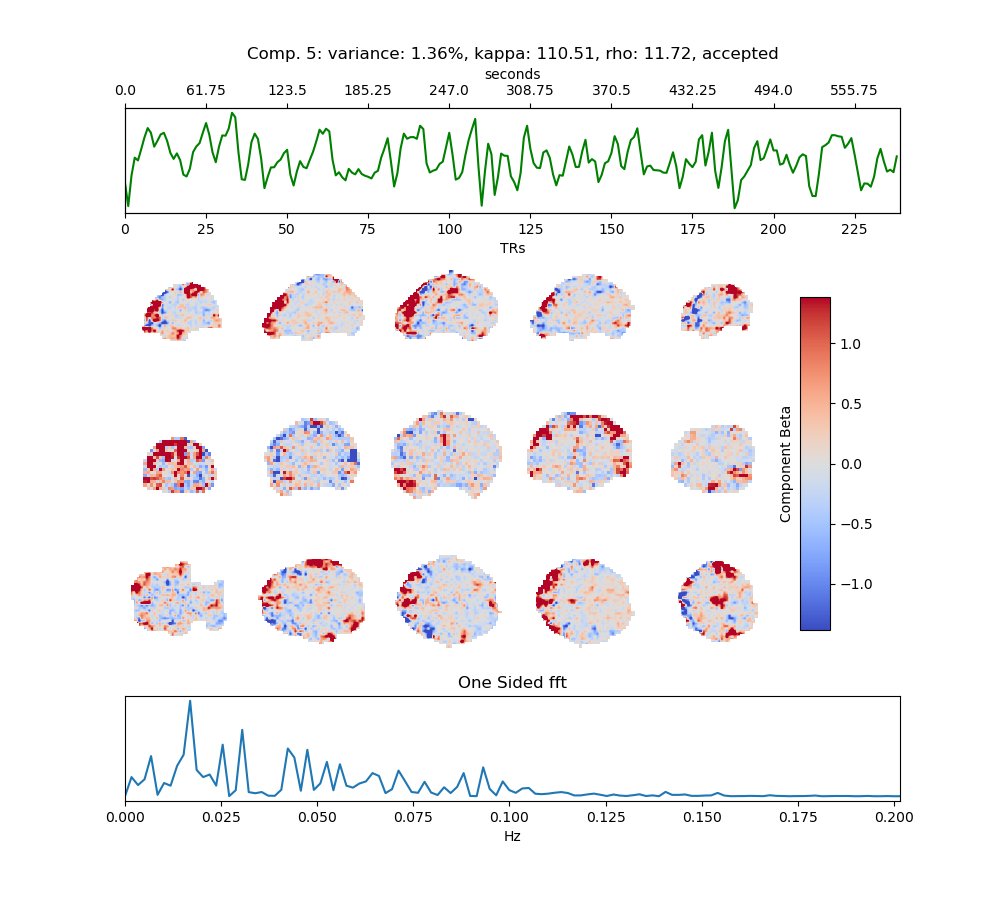 Comp. 5: variance: 1.36%, kappa: 110.51, rho: 11.72, accepted
seconds
0.0 61.75 123.5 185.25 247.0 308.75 370.5 432.25 494.0 555.75
0 25 50 75 100 125 150 175 200 225
TRs
1.0
0.5
0.0
−0.5
−1.0
Component Beta
One Sided fft
0.000 0.025 0.050 0.075 0.100 0.125 0.150 0.175 0.200
Hz